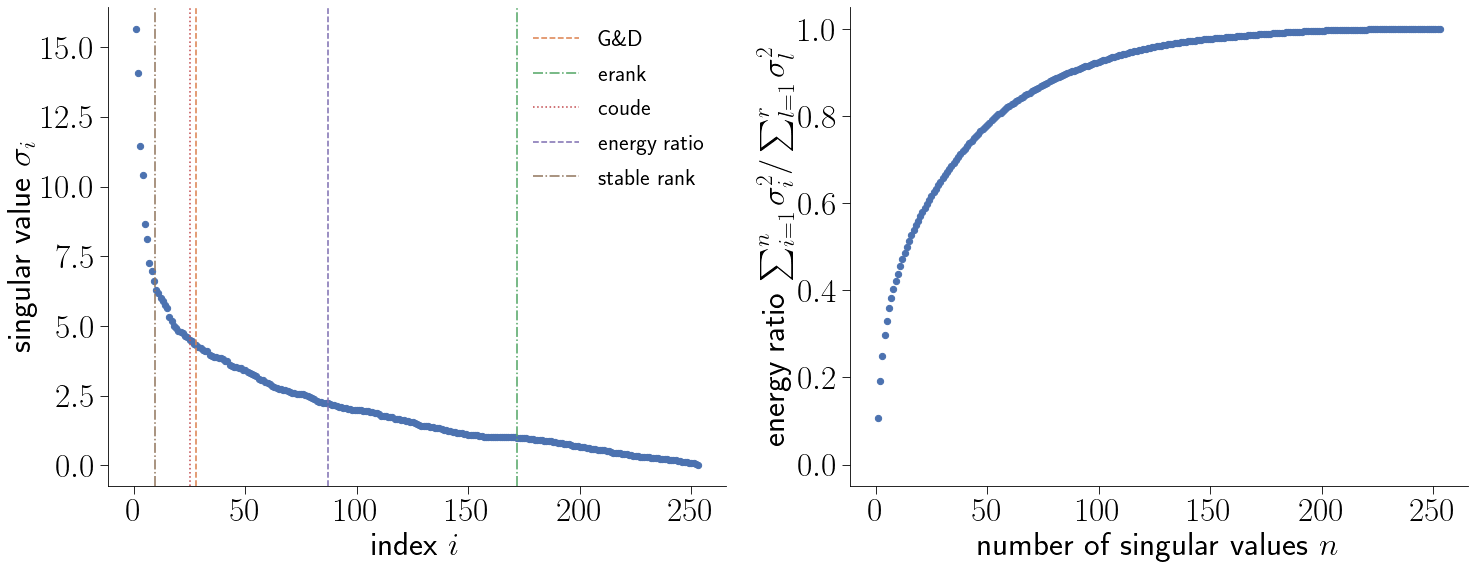 singular value σ_i
15.0
12.5
10.0
7.5
5.0
2.5
0.0
0 50 100 150 200 250
index i
G&D
erank
coude
energy ratio
stable rank
energy ratio ∑_{i=1}^{n} σ_i^2 / ∑_{l=1}^{r} σ_l^2
1.0
0.8
0.6
0.4
0.2
0.0
0 50 100 150 200 250
number of singular values n